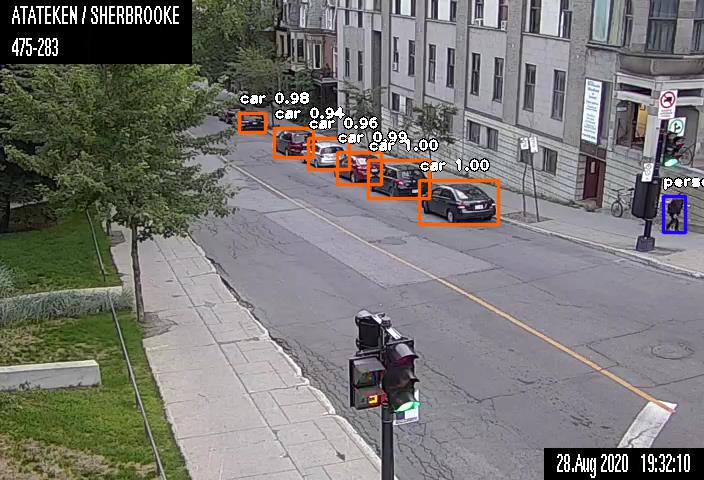 ATATEKEN / SHERBROOKE
475-283
car 0.98
car 0.94
car 0.96
car 0.99
car 1.00
car 1.00
pers
28.Aug 2020 19:32:10